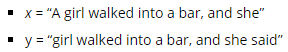 ▪ x = “A girl walked into a bar, and she”
▪ y = “girl walked into a bar, and she said”